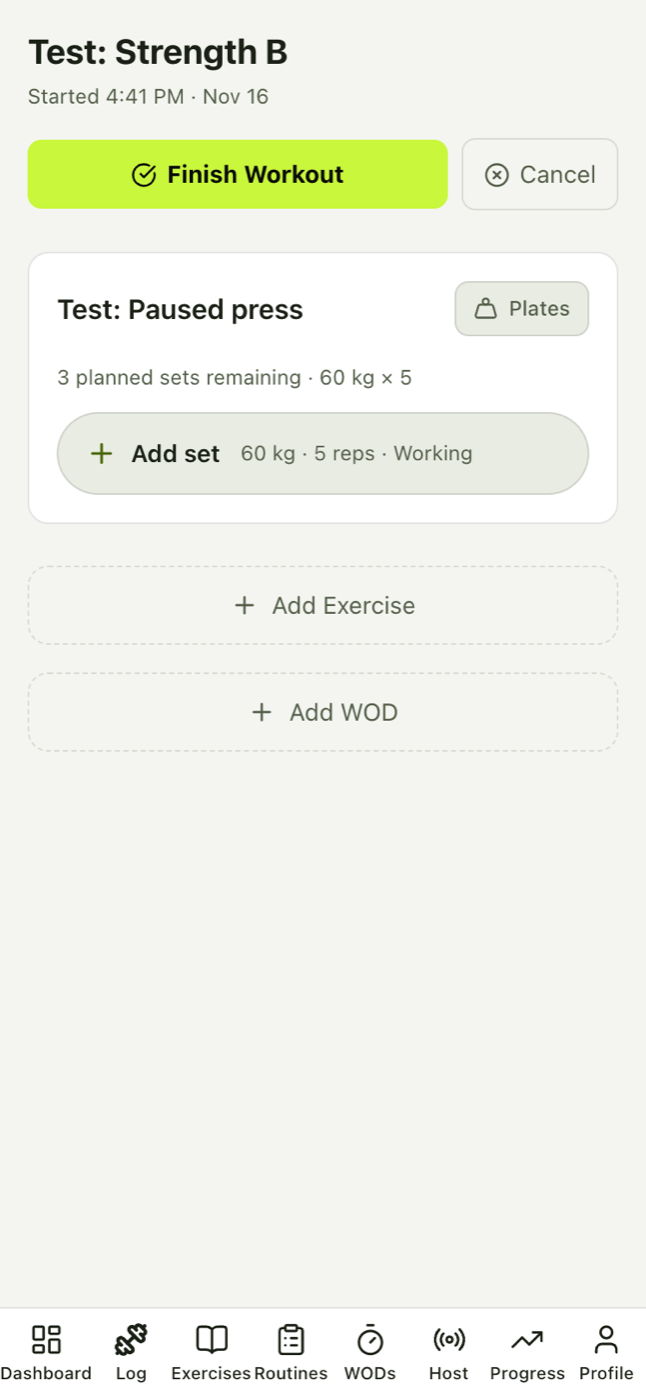 Test: Strength B
Started 4:41 PM · Nov 16
Finish Workout
Cancel
Test: Paused press
Plates
3 planned sets remaining · 60 kg × 5
Add set 60 kg · 5 reps · Working
Add Exercise
Add WOD
Dashboard Log Exercises Routines WODs Host Progress Profile